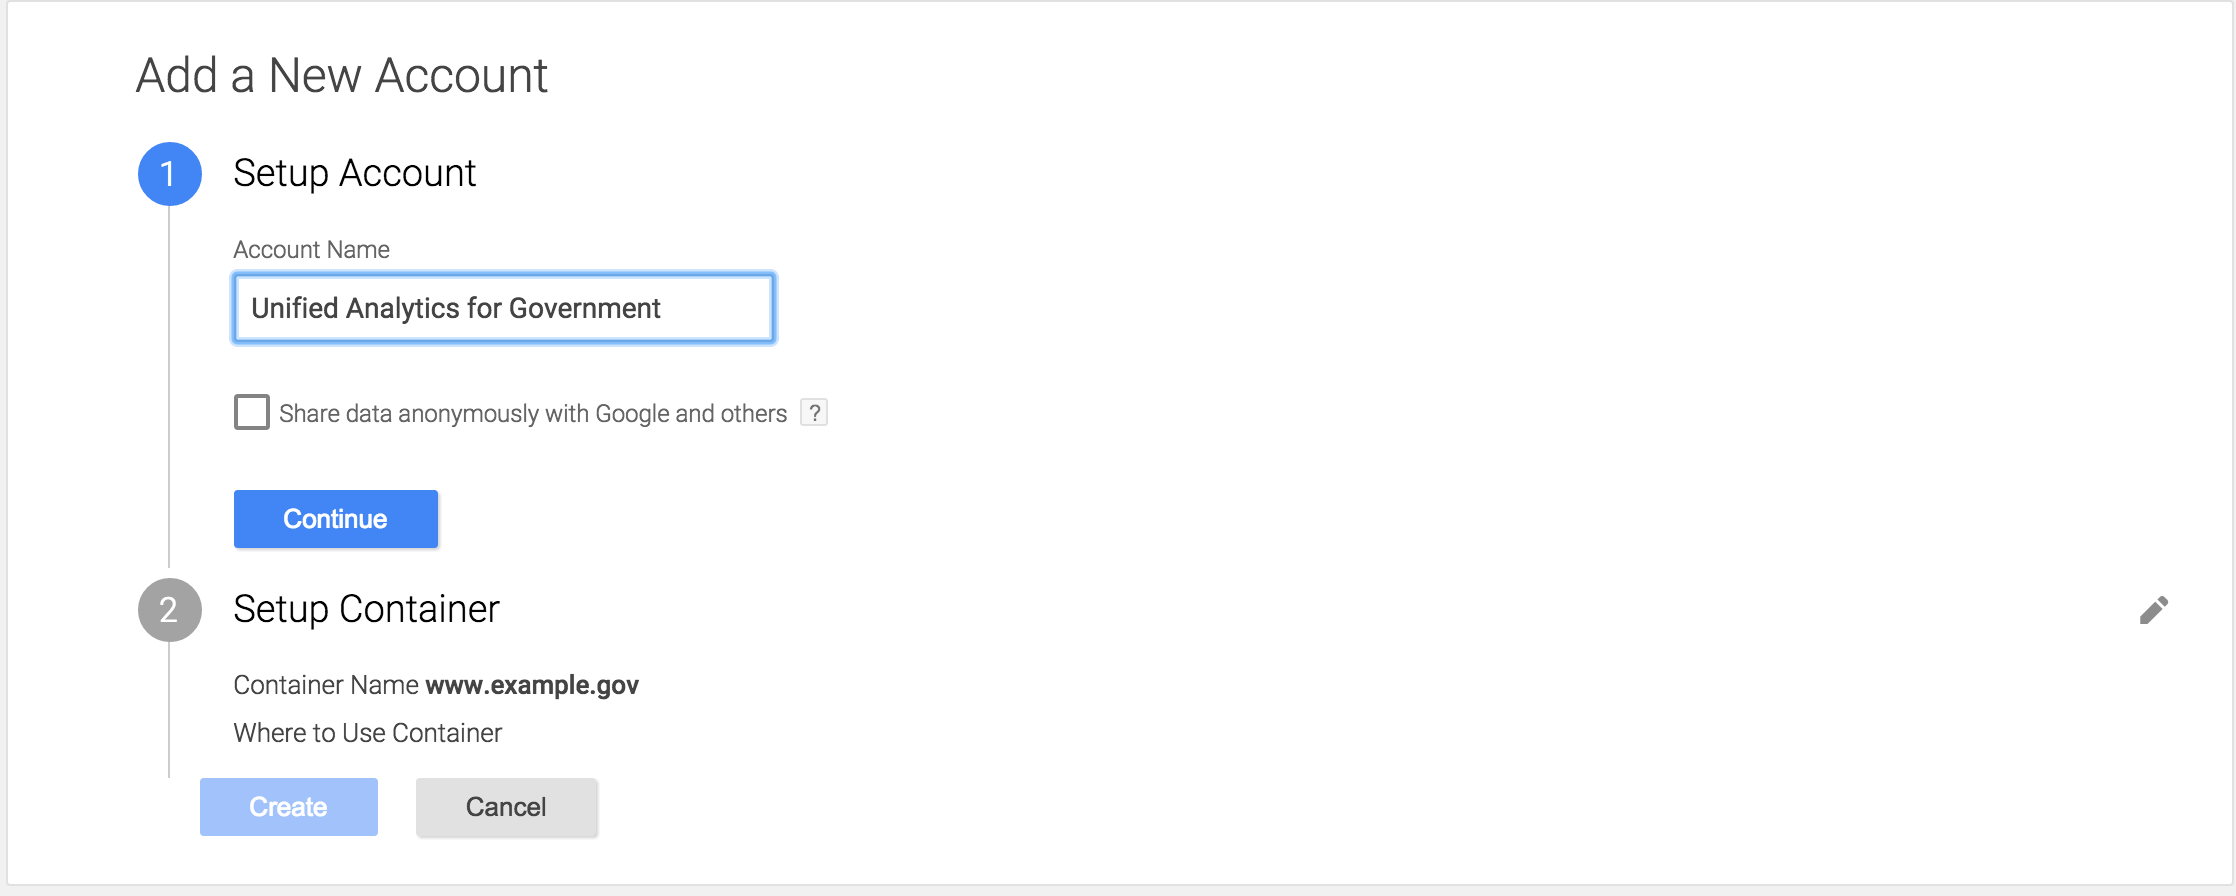 Add a New Account
1 Setup Account
Account Name
Unified Analytics for Government
Share data anonymously with Google and others ?
Continue
2 Setup Container
Container Name www.example.gov
Where to Use Container
Create Cancel